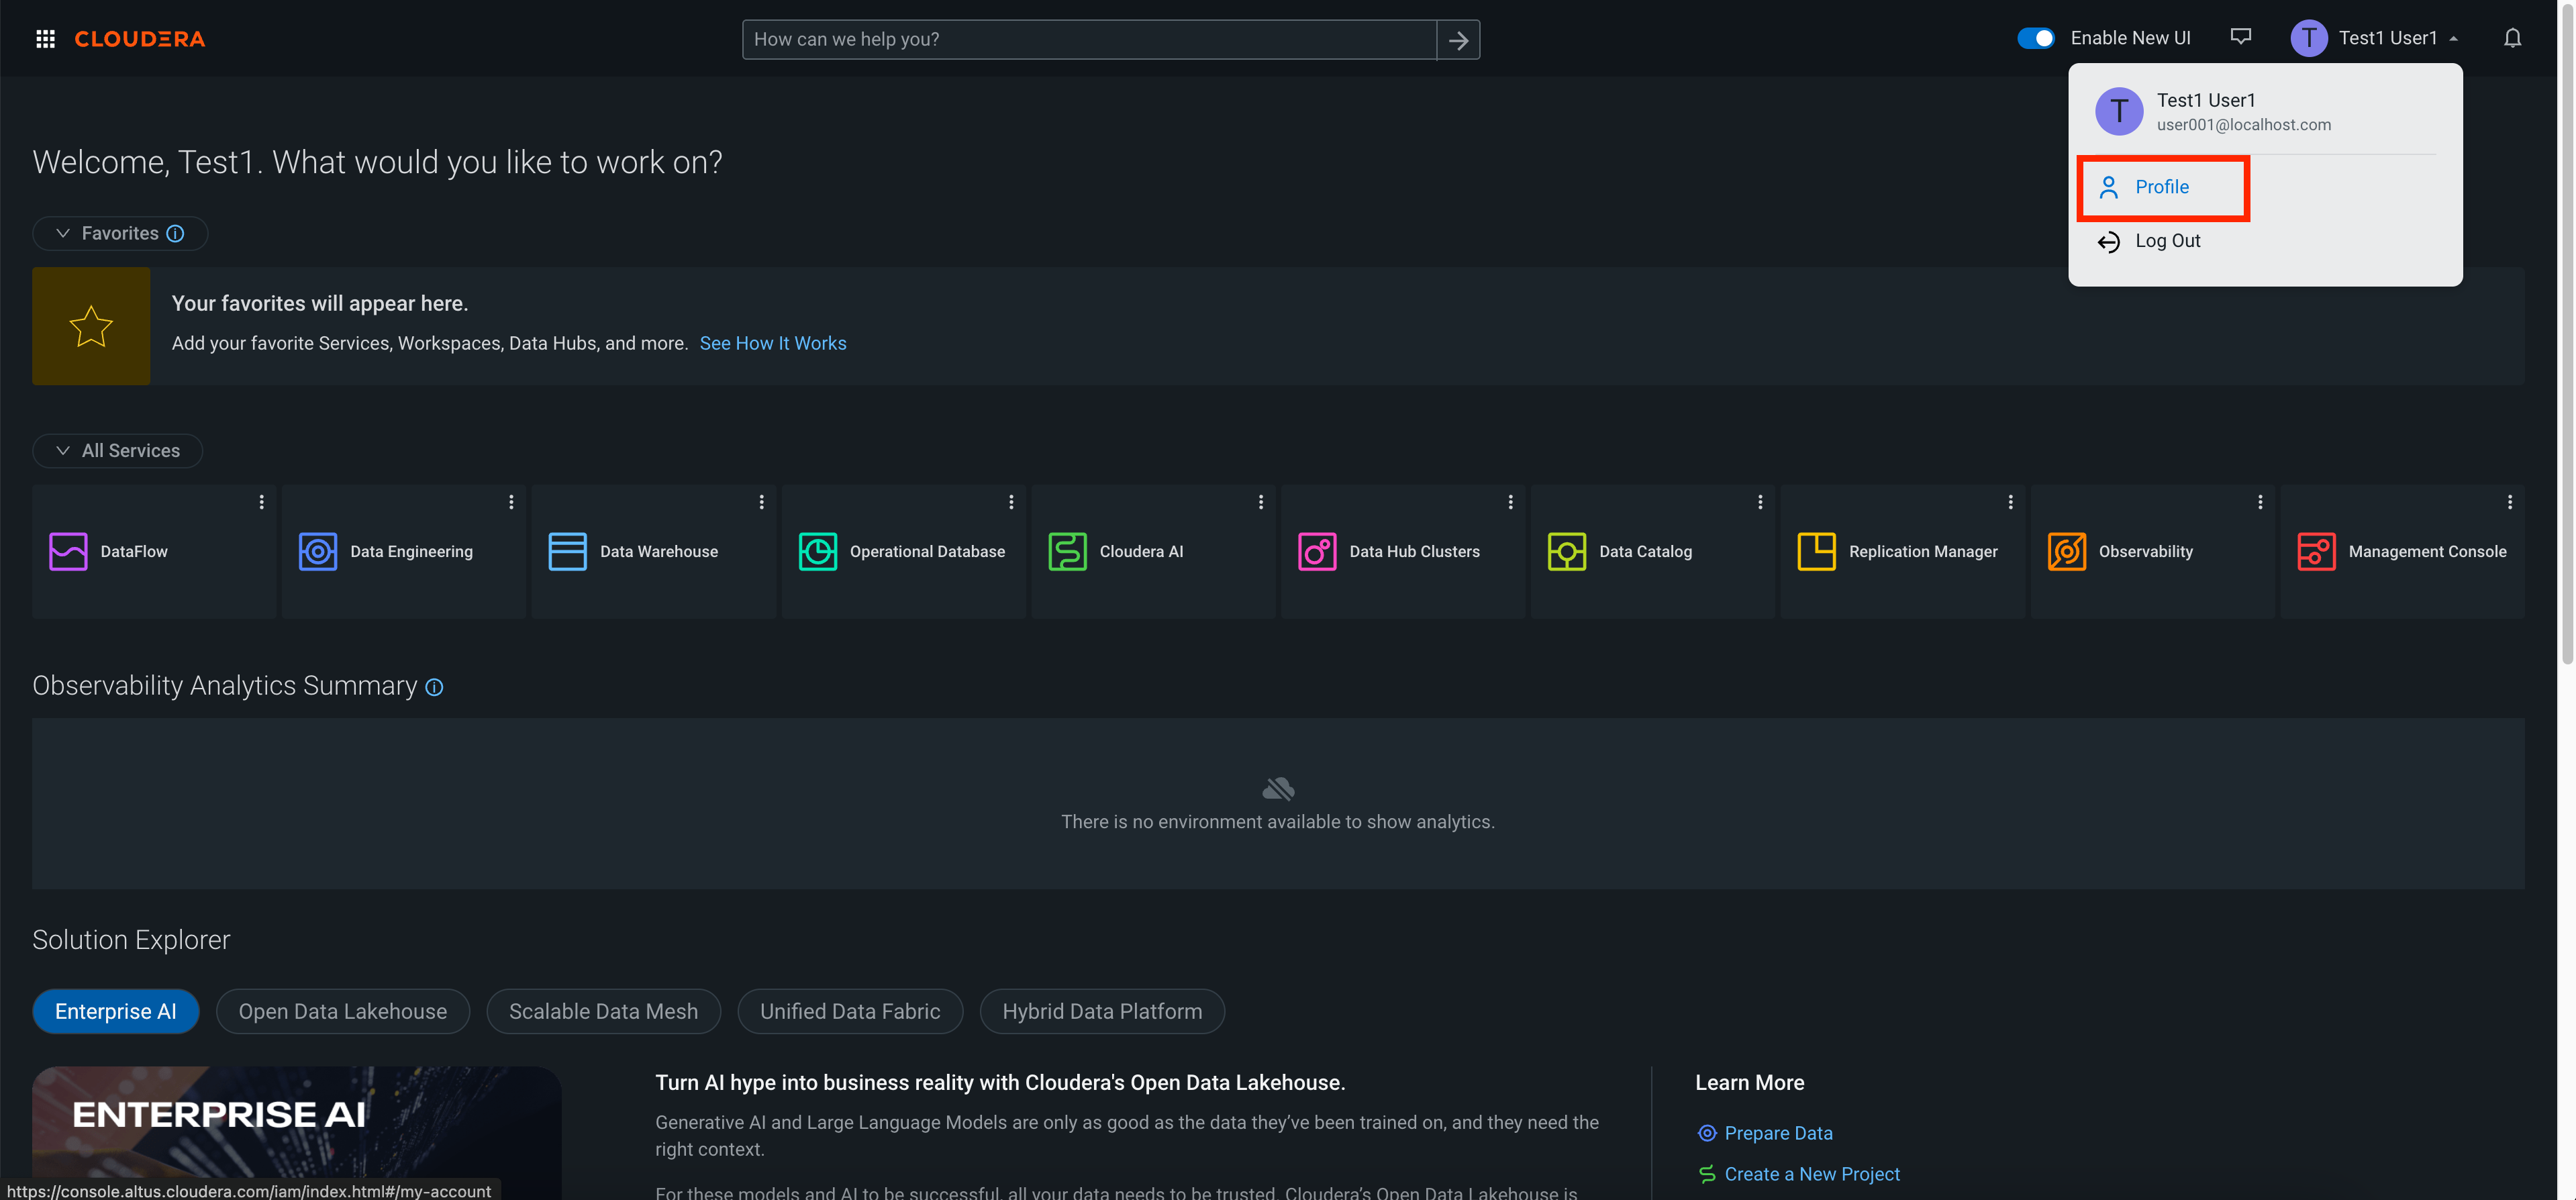 CLOUDERA
How can we help you?
Enable New UI
T
Test1 User1
T
Test1 User1
user001@localhost.com
Profile
Log Out
Welcome, Test1. What would you like to work on?
Favorites
Your favorites will appear here.
Add your favorite Services, Workspaces, Data Hubs, and more. See How It Works
All Services
DataFlow
Data Engineering
Data Warehouse
Operational Database
Cloudera AI
Data Hub Clusters
Data Catalog
Replication Manager
Observability
Management Console
Observability Analytics Summary
There is no environment available to show analytics.
Solution Explorer
Enterprise AI
Open Data Lakehouse
Scalable Data Mesh
Unified Data Fabric
Hybrid Data Platform
ENTERPRISE AI
Turn AI hype into business reality with Cloudera's Open Data Lakehouse.
Generative AI and Large Language Models are only as good as the data they’ve been trained on, and they need the
right context.
For these models and AI to be successful, all your data needs to be trusted. Cloudera’s Open Data Lakehouse is
Learn More
Prepare Data
Create a New Project
https://console.altus.cloudera.com/iam/index.html#/my-account